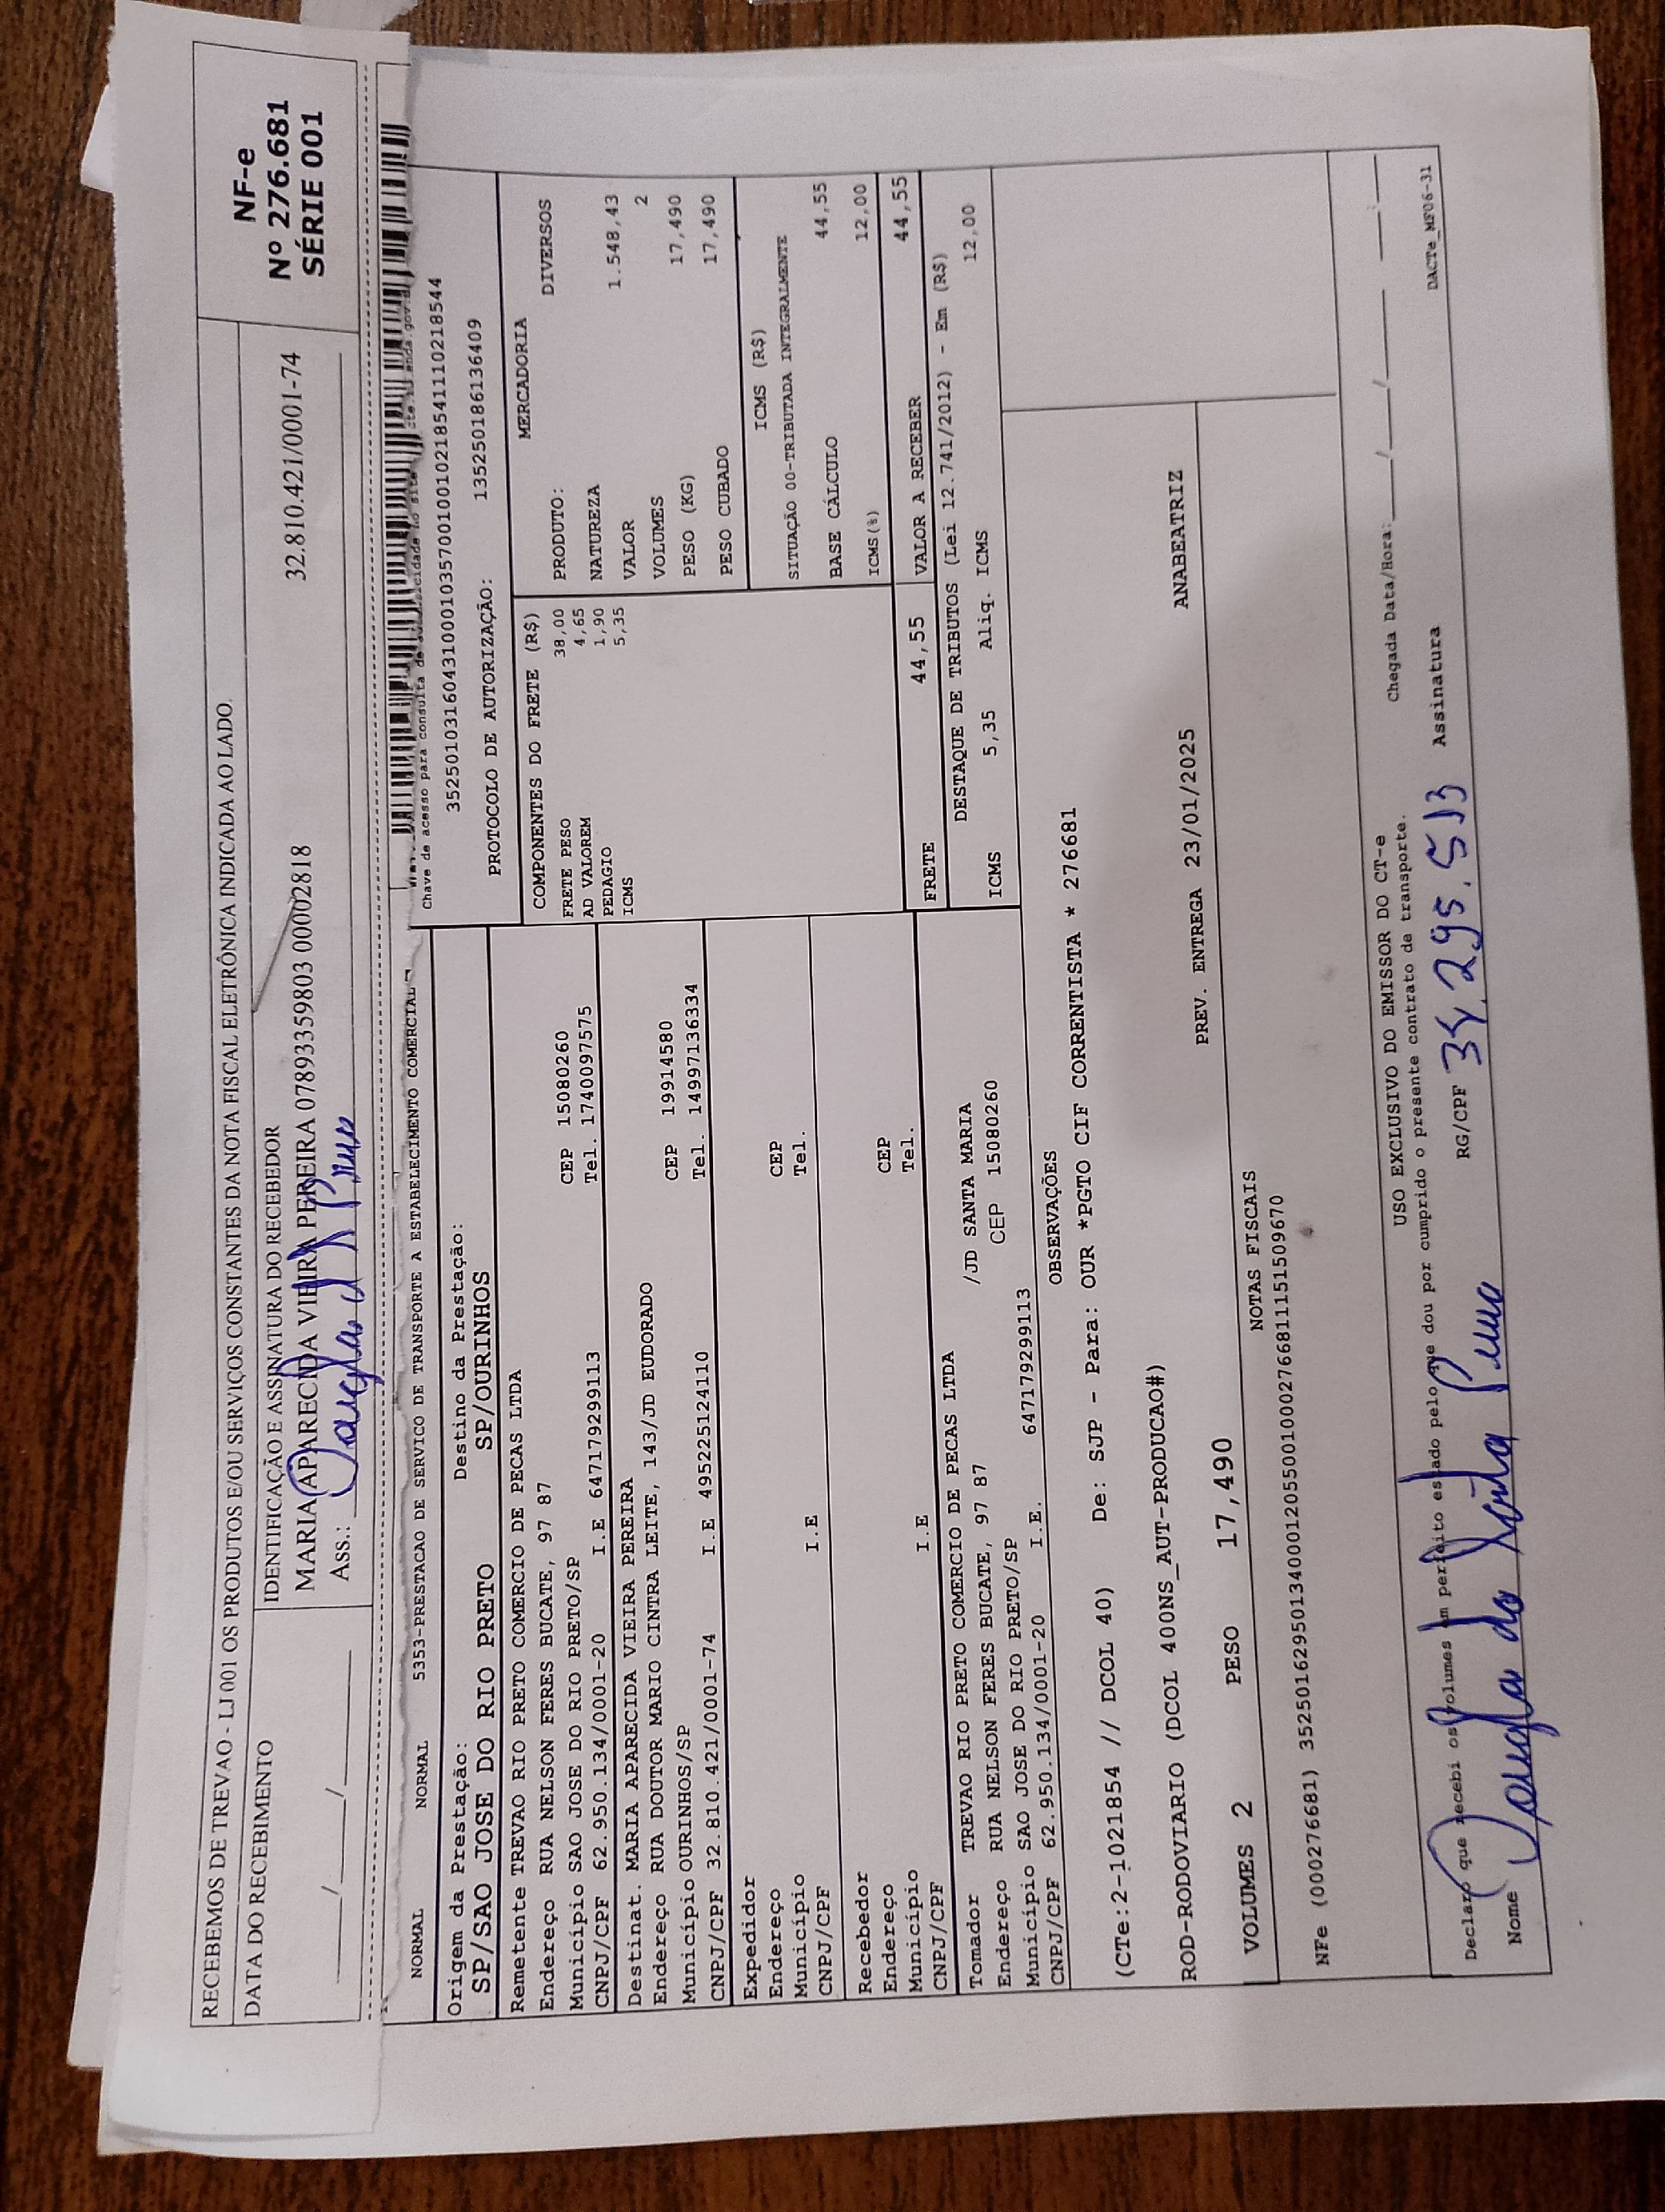 RECEBEMOS DE TREVAO - LJ 001 OS PRODUTOS E/OU SERVIÇOS CONSTANTES DA NOTA FISCAL ELETRÔNICA INDICADA AO LADO.
NF-e
Nº 276.681
SÉRIE 001
DATA DO RECEBIMENTO
____/____/____
IDENTIFICAÇÃO E ASSINATURA DO RECEBEDOR
MARIA APARECIDA VIEIRA PEREIRA 07893359803 000002818
32.810.421/0001-74
Ass.:
NORMAL NORMAL 5353-PRESTACAO DE SERVICO DE TRANSPORTE A ESTABELECIMENTO COMERCIAL
Chave de acesso para consulta de
PROTOCOLO DE AUTORIZAÇÃO: 135250186136409
Origem da Prestação: Destino da Prestação:
SP/SAO JOSE DO RIO PRETO SP/OURINHOS
Remetente TREVAO RIO PRETO COMERCIO DE PECAS LTDA
Endereço RUA NELSON FERES BUCATE, 97 87 CEP 15080260
Município SAO JOSE DO RIO PRETO/SP Tel. 1740097575
CNPJ/CPF 62.950.134/0001-20 I.E 647179299113
Destinat. MARIA APARECIDA VIEIRA PEREIRA
Endereço RUA DOUTOR MARIO CINTRA LEITE, 143/JD EUDORADO CEP 19914580
Município OURINHOS/SP Tel. 14997136334
CNPJ/CPF 32.810.421/0001-74 I.E 495225124110
Expedidor
Endereço CEP
Município Tel.
CNPJ/CPF I.E
Recebedor
Endereço CEP
Município Tel.
CNPJ/CPF I.E
Tomador TREVAO RIO PRETO COMERCIO DE PECAS LTDA
Endereço RUA NELSON FERES BUCATE, 97 87 /JD SANTA MARIA
Município SAO JOSE DO RIO PRETO/SP CEP 15080260
CNPJ/CPF 62.950.134/0001-20 I.E. 647179299113
COMPONENTES DO FRETE (R$)
FRETE PESO 38,00
AD VALOREM 4,65
PEDAGIO 1,90
ICMS 5,35
MERCADORIA
PRODUTO: DIVERSOS
NATUREZA
VALOR 1.548,43
VOLUMES 2
PESO (KG) 17,490
PESO CUBADO 17,490
ICMS (R$)
SITUAÇÃO 00-TRIBUTADA INTEGRALMENTE
BASE CÁLCULO 44,55
ICMS(%) 12,00
FRETE 44,55 VALOR A RECEBER 44,55
DESTAQUE DE TRIBUTOS (Lei 12.741/2012) - Em (R$)
ICMS 5,35 Aliq. ICMS 12,00
OBSERVAÇÕES
(CTe:2-1021854 // DCOL 40) De: SJP - Para: OUR *PGTO CIF CORRENTISTA * 276681
ROD-RODOVIARIO (DCOL 400NS_AUT-PRODUCAO#) PREV. ENTREGA 23/01/2025 ANABEATRIZ
VOLUMES 2 PESO 17,490
NOTAS FISCAIS
NFe (000276681) 35250162950134000120550010002766811151509670
USO EXCLUSIVO DO EMISSOR DO CT-e
Declaro que recebi os volumes em perfeito estado pelo que dou por cumprido o presente contrato de transporte.
Chegada Data/Hora: __/__/__ __:__
Nome RG/CPF Assinatura
DACTe_MF06-31